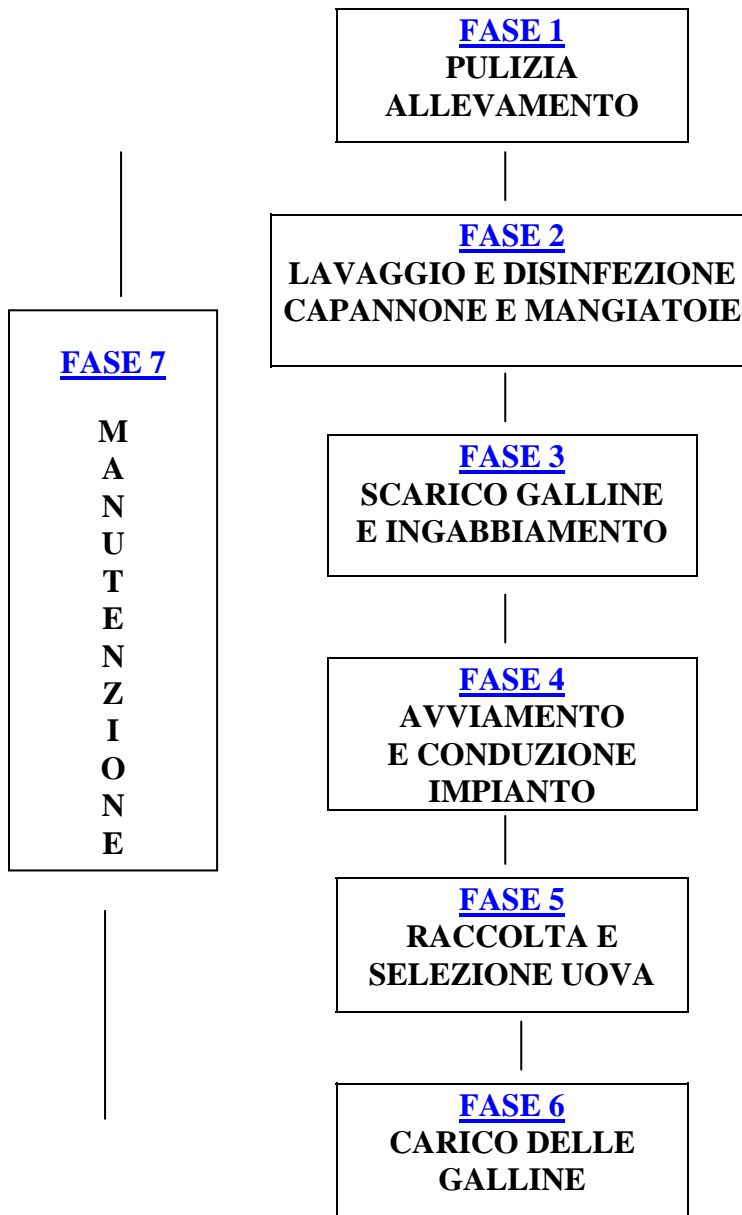 FASE 1
PULIZIA
ALLEVAMENTO
FASE 2
LAVAGGIO E DISINFEZIONE
CAPANNONE E MANGIATOIE
FASE 7
M
A
N
U
T
E
N
Z
I
O
N
E
FASE 3
SCARICO GALLINE
E INGABBIAMENTO
FASE 4
AVVIAMENTO
E CONDUZIONE
IMPIANTO
FASE 5
RACCOLTA E
SELEZIONE UOVA
FASE 6
CARICO DELLE
GALLINE